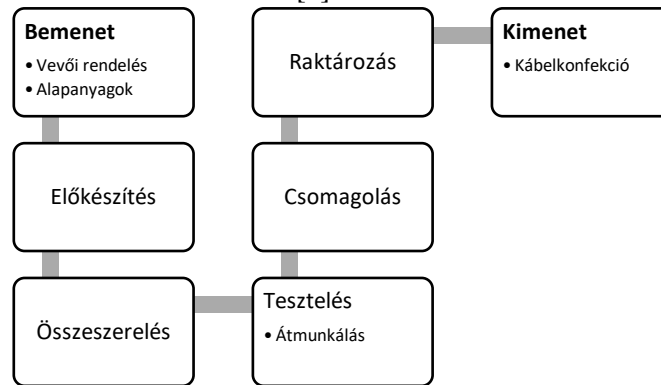 Bemenet
• Vevői rendelés
• Alapanyagok
Előkészítés
Összeszerelés
Tesztelés
• Átmunkálás
Csomagolás
Raktározás
Kimenet
• Kábelkonfekció